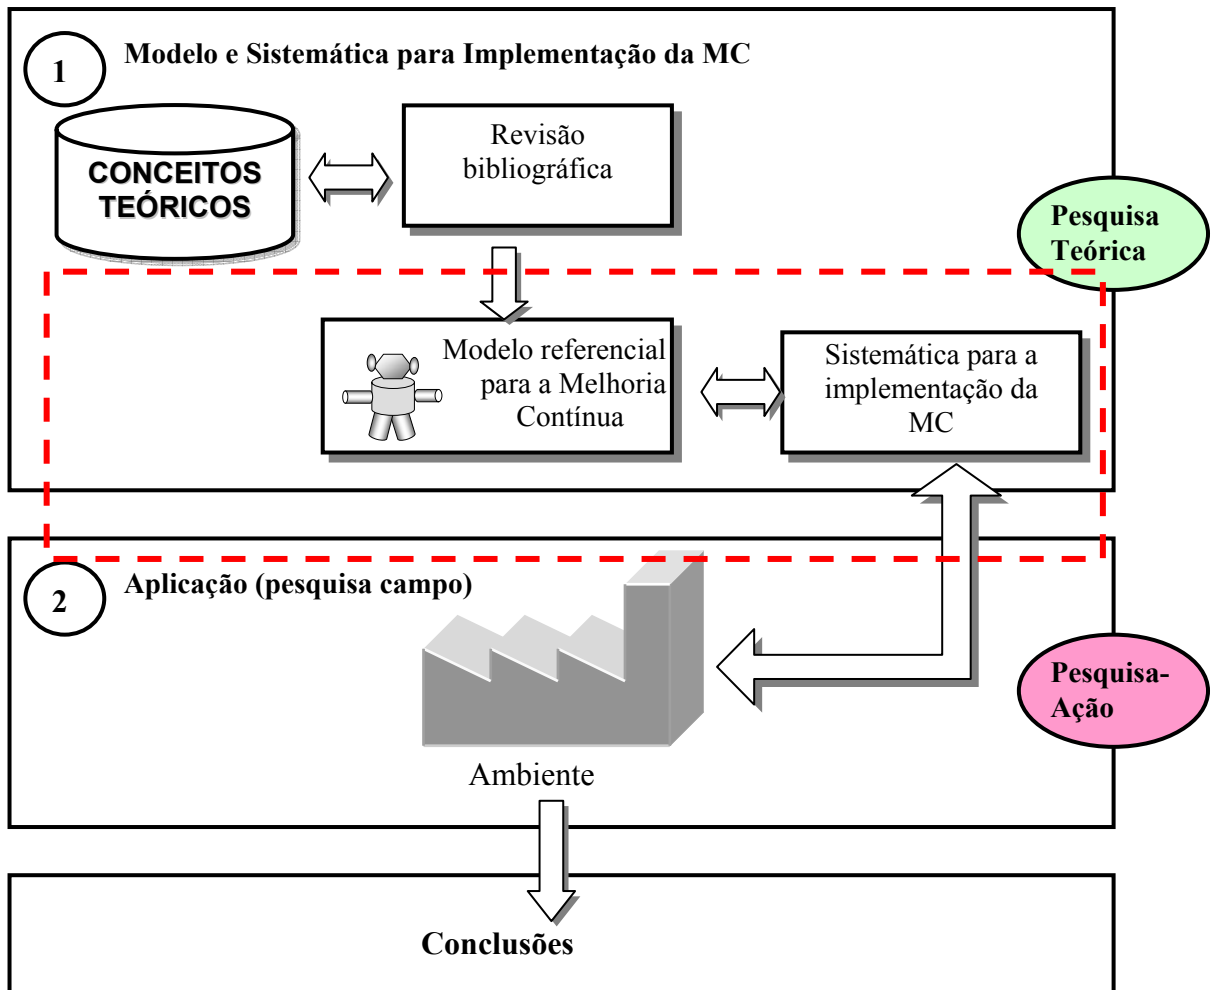 1
Modelo e Sistemática para Implementação da MC
CONCEITOS
TEÓRICOS
Revisão
bibliográfica
Pesquisa
Teórica
Modelo referencial
para a Melhoria
Contínua
Sistemática para a
implementação da
MC
2
Aplicação (pesquisa campo)
Pesquisa-
Ação
Ambiente
Conclusões